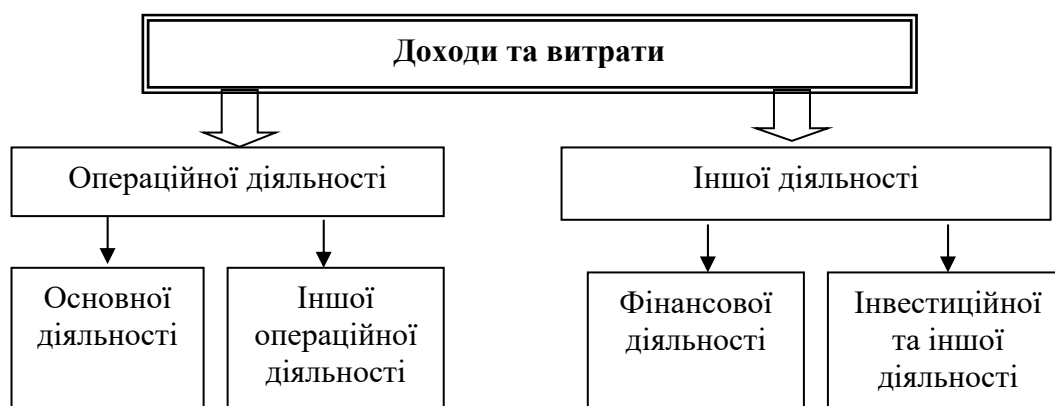 Доходи та витрати
Операційної діяльності
Іншої діяльності
Основної
діяльності
Іншої
операційної
діяльності
Фінансової
діяльності
Інвестиційної
та іншої
діяльності